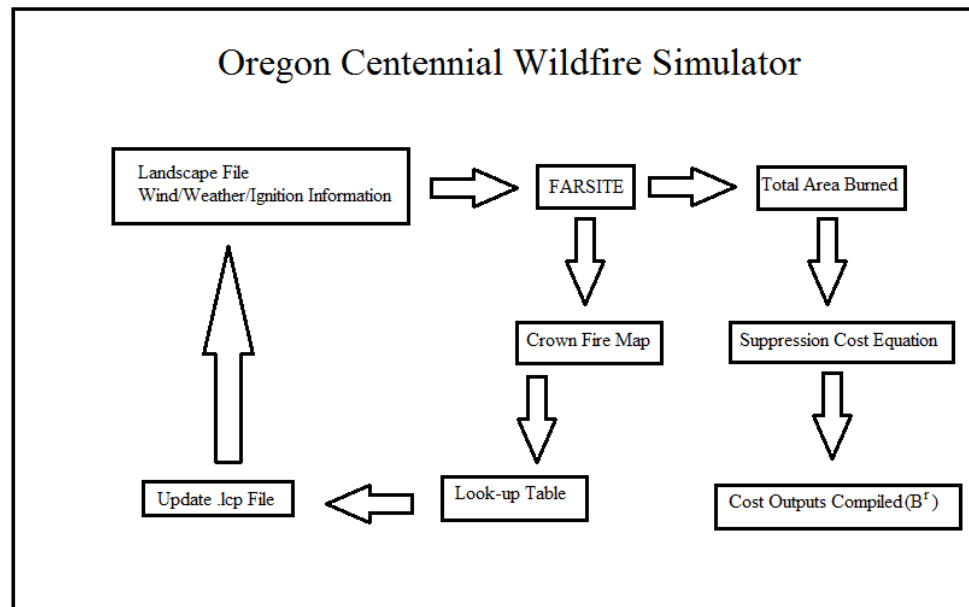 Oregon Centennial Wildfire Simulator
Landscape File
Wind/Weather/Ignition Information
FARSITE
Total Area Burned
Crown Fire Map
Suppression Cost Equation
Update .lcp File
Look-up Table
Cost Outputs Compiled (Bʳ)